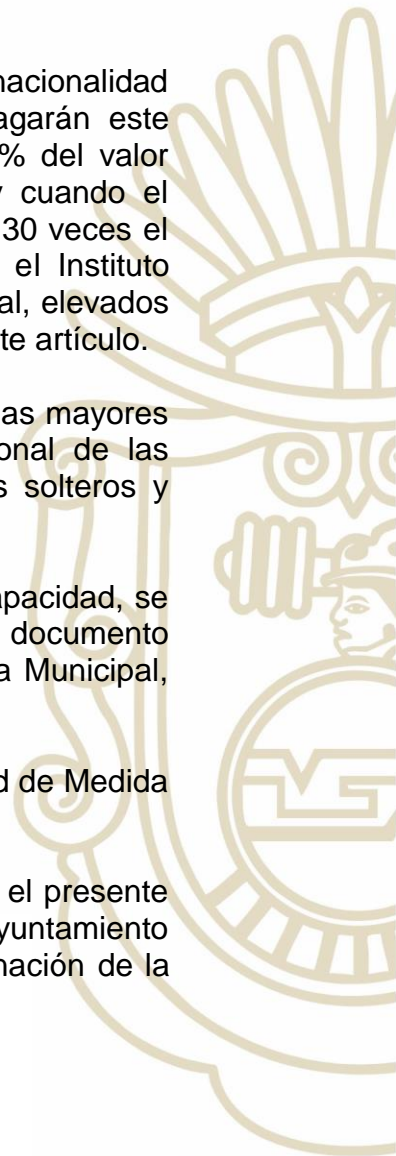 nacionalidad
agarán este
% del valor
y cuando el
30 veces el
el Instituto
al, elevados
te artículo.
as mayores
onal de las
s solteros y
apacidad, se
documento
a Municipal,
d de Medida
el presente
yuntamiento
nación de la